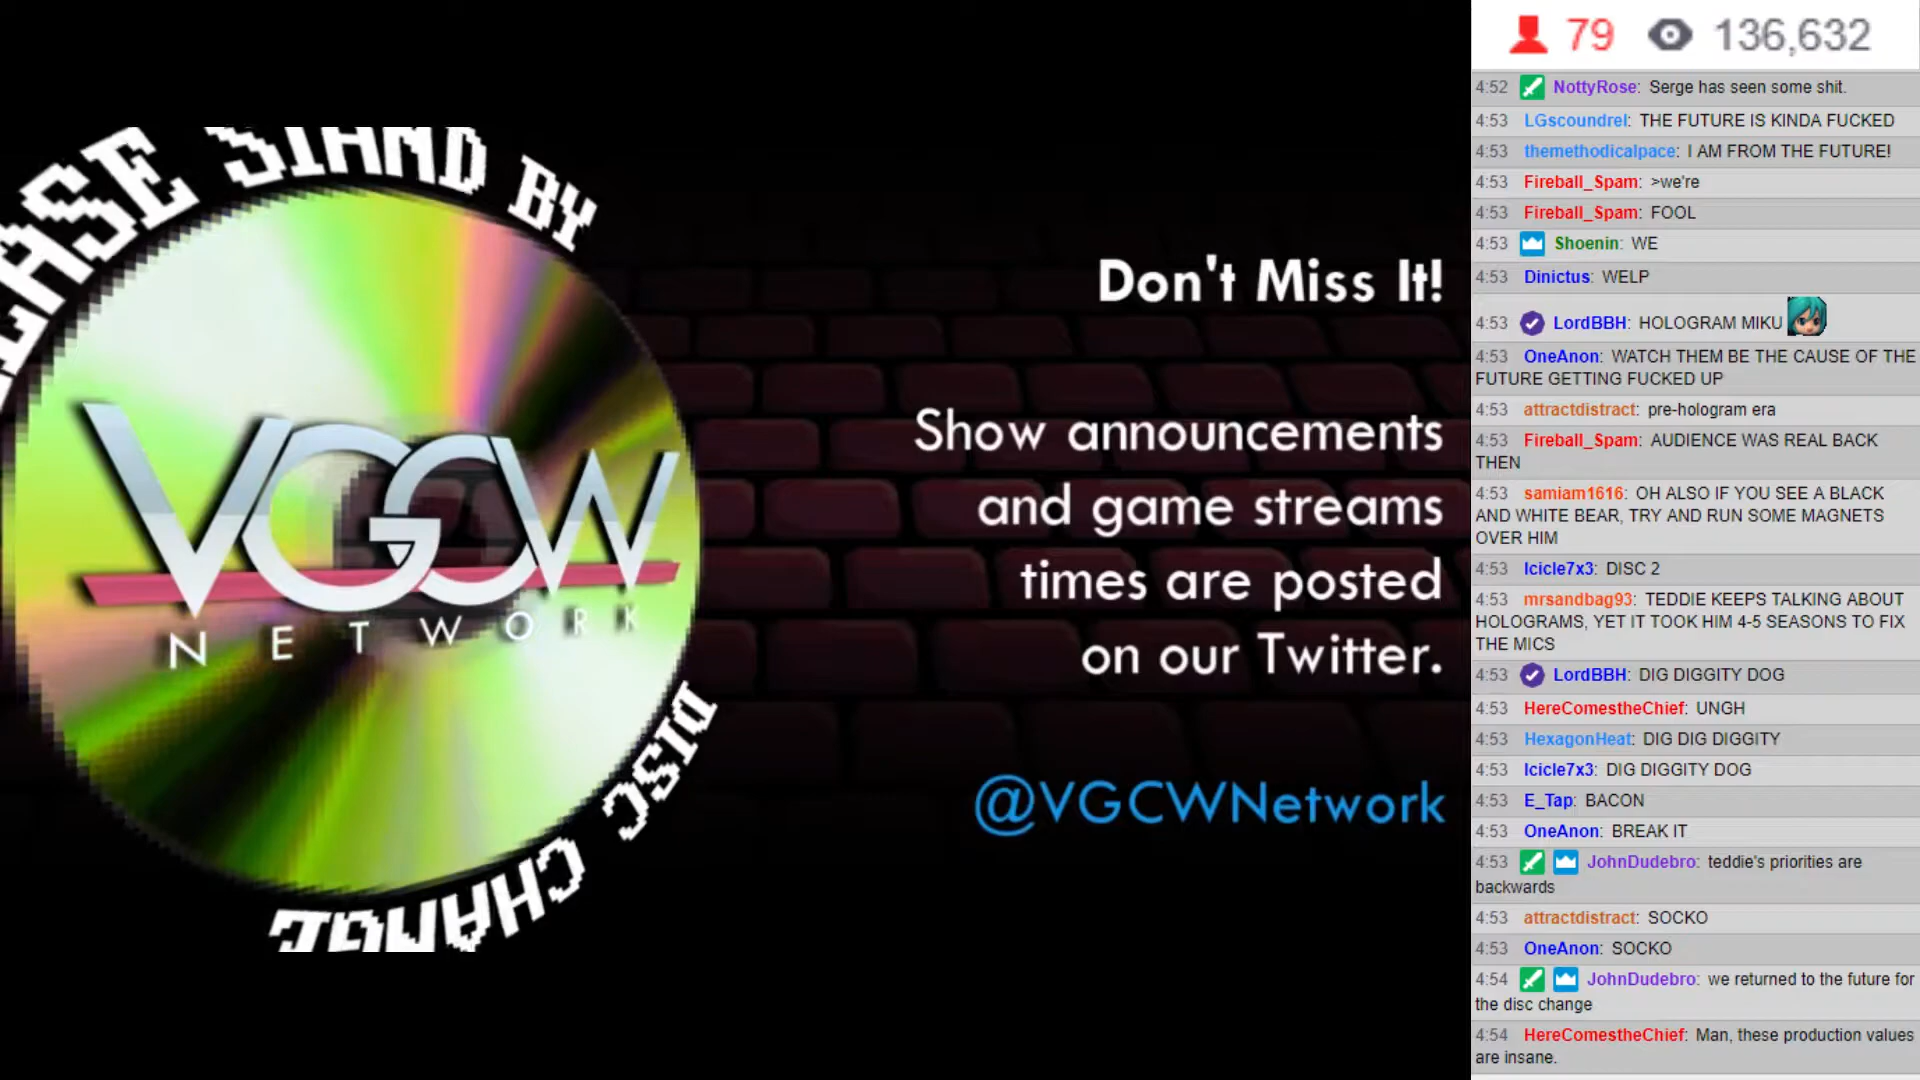 EASE STAND BY
VGCW
NETWORK
DISC CHANGE
Don't Miss It!
Show announcements
and game streams
times are posted
on our Twitter.
@VGCWNetwork
79 136,632
4:52 NottyRose: Serge has seen some shit.
4:53 LGscoundrel: THE FUTURE IS KINDA FUCKED
4:53 themethodicalpace: I AM FROM THE FUTURE!
4:53 Fireball_Spam: >we're
4:53 Fireball_Spam: FOOL
4:53 Shoenin: WE
4:53 Dinictus: WELP
4:53 LordBBH: HOLOGRAM MIKU
4:53 OneAnon: WATCH THEM BE THE CAUSE OF THE
FUTURE GETTING FUCKED UP
4:53 attractdistract: pre-hologram era
4:53 Fireball_Spam: AUDIENCE WAS REAL BACK
THEN
4:53 samiam1616: OH ALSO IF YOU SEE A BLACK
AND WHITE BEAR, TRY AND RUN SOME MAGNETS
OVER HIM
4:53 Icicle7x3: DISC 2
4:53 mrsandbag93: TEDDIE KEEPS TALKING ABOUT
HOLOGRAMS, YET IT TOOK HIM 4-5 SEASONS TO FIX
THE MICS
4:53 LordBBH: DIG DIGGITY DOG
4:53 HereComestheChief: UNGH
4:53 HexagonHeat: DIG DIG DIGGITY
4:53 Icicle7x3: DIG DIGGITY DOG
4:53 E_Tap: BACON
4:53 OneAnon: BREAK IT
4:53 JohnDudebro: teddie's priorities are
backwards
4:53 attractdistract: SOCKO
4:53 OneAnon: SOCKO
4:54 JohnDudebro: we returned to the future for
the disc change
4:54 HereComestheChief: Man, these production values
are insane.